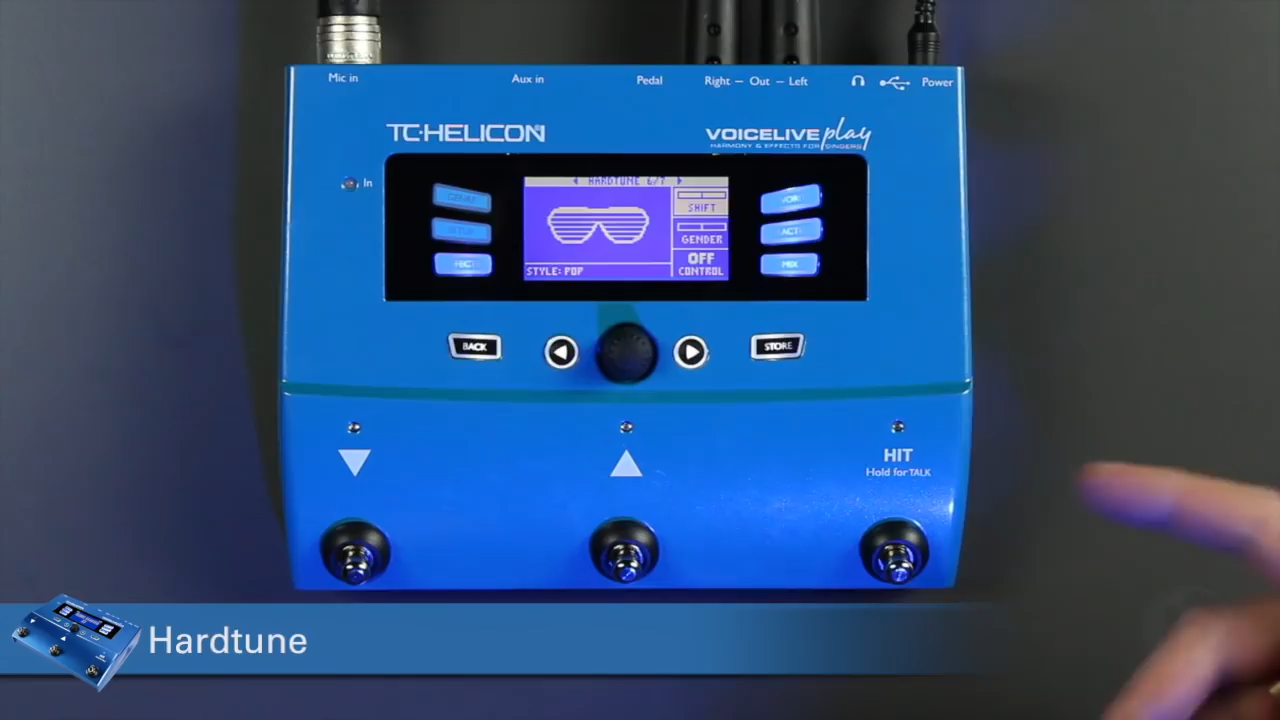 Mic in
Aux in
Pedal
Right – Out – Left
Power
TC·HELICON
VOICELIVE play
HARMONY & EFFECTS FOR SINGERS
In
HARDTUNE 6/7
SHIFT
GENDER
OFF
CONTROL
STYLE: POP
MIX
BACK
STORE
HIT
Hold for TALK
Hardtune